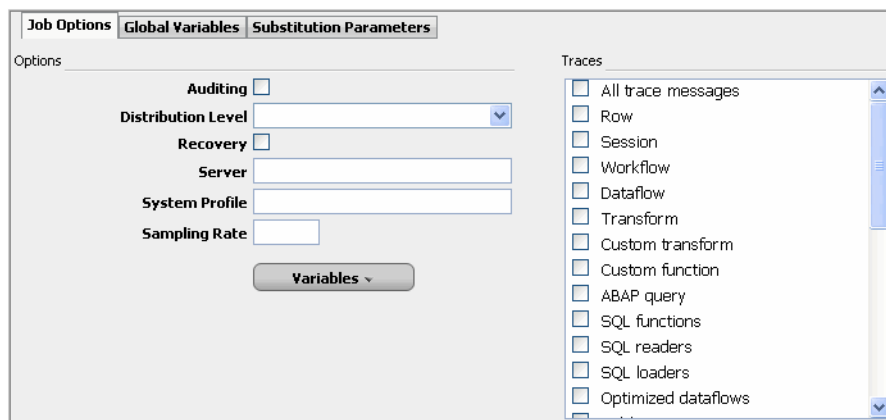 Job Options Global Variables Substitution Parameters
Options
Auditing
Distribution Level
Recovery
Server
System Profile
Sampling Rate
Variables
Traces
All trace messages
Row
Session
Workflow
Dataflow
Transform
Custom transform
Custom function
ABAP query
SQL functions
SQL readers
SQL loaders
Optimized dataflows